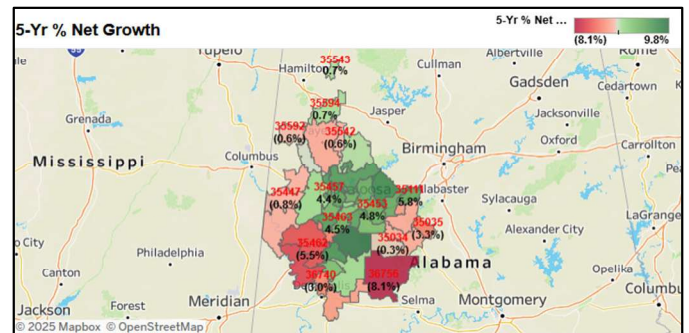 5-Yr % Net Growth
5-Yr % Net ...
(8.1%) 9.8%
Tupelo
Hamilton
35543
0.7%
Cullman
Albertville
Rome
Gadsden
Cedartown
Grenada
35594
0.7%
Jasper
Jacksonville
35592
(0.6%)
35542
(0.6%)
Birmingham
Oxford
Carrollton
Mississippi
Columbus
35447
(0.8%)
35457
4.4%
35111
5.8%
Alabaster
35453
4.8%
Sylacauga
LaGrange
35463
4.5%
35035
(3.3%)
Alexander City
35034
(0.3%)
35462
(5.5%)
Philadelphia
Alabama
Canton
36740
(3.0%)
36756
(8.1%)
Opelika
Columbu
Jackson
Forest
Meridian
Selma
Montgomery
© 2025 Mapbox © OpenStreetMap